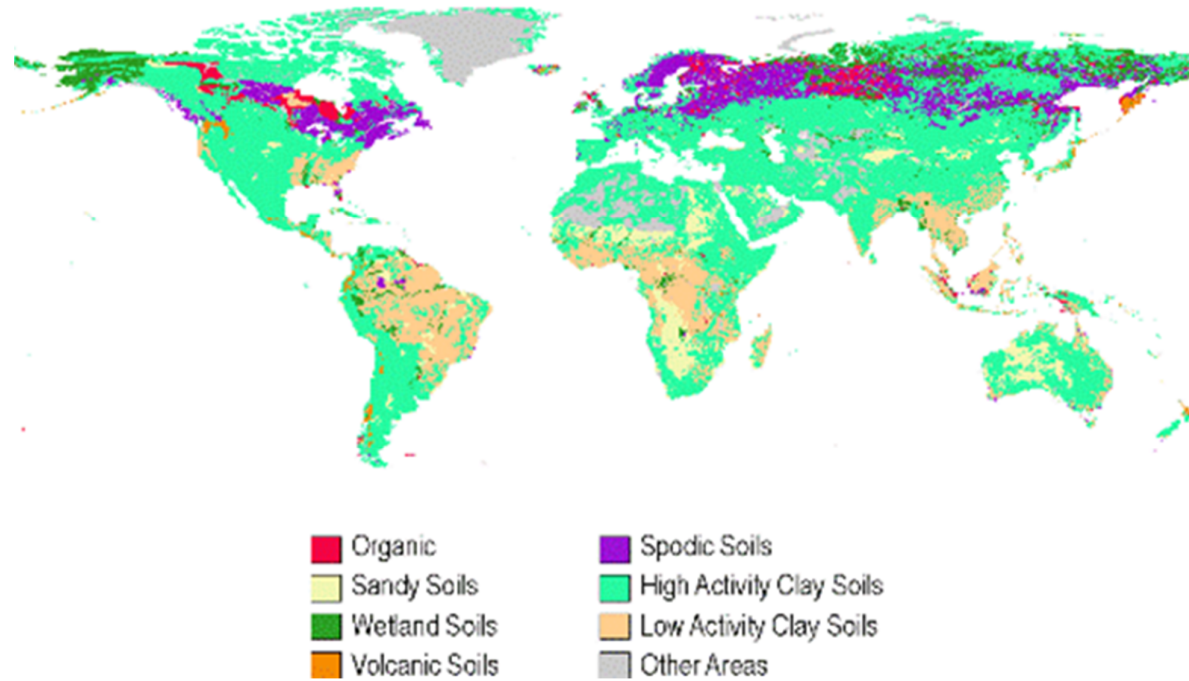 Organic
Sandy Soils
Wetland Soils
Volcanic Soils
Spodic Soils
High Activity Clay Soils
Low Activity Clay Soils
Other Areas